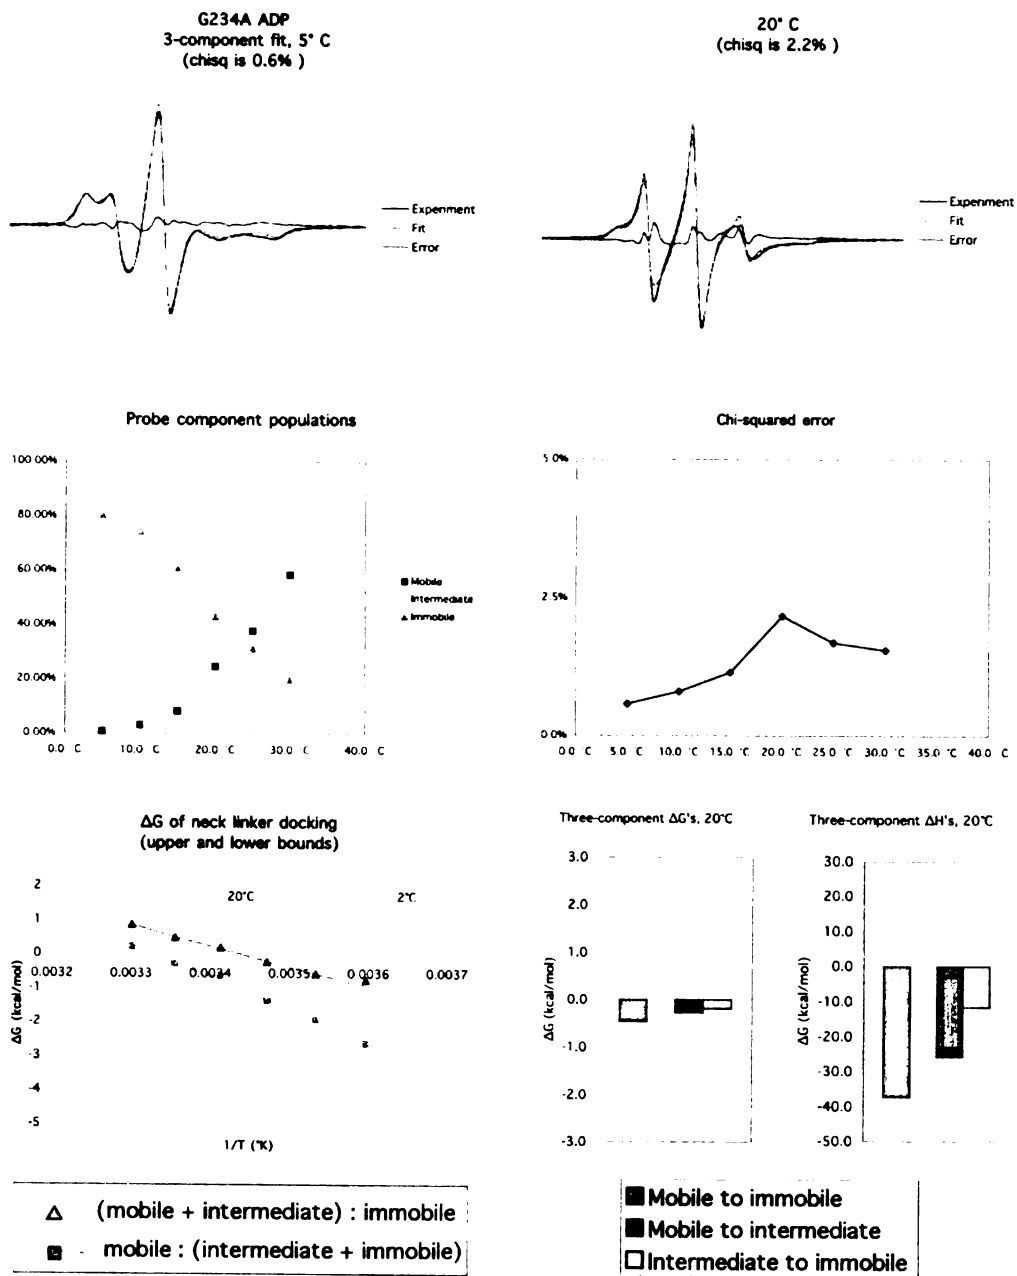 G234A ADP
3-component fit, 5° C
(chisq is 0.6% )
20° C
(chisq is 2.2% )
Experiment
Fit
Error
Experiment
Fit
Error
Probe component populations
100.00%
80.00%
60.00%
40.00%
20.00%
0.00%
0.0 °C 10.0 °C 20.0 °C 30.0 °C 40.0 °C
Mobile
Intermediate
Immobile
Chi-squared error
5.0%
2.5%
0.0%
0.0 °C 5.0 °C 10.0 °C 15.0 °C 20.0 °C 25.0 °C 30.0 °C 35.0 °C 40.0 °C
ΔG of neck linker docking
(upper and lower bounds)
20°C 2°C
2
1
0
0.0032 0.0033 0.0034 0.0035 0.0036 0.0037
-1
-2
-3
-4
-5
ΔG (kcal/mol)
1/T (°K)
(mobile + intermediate) : immobile
mobile : (intermediate + immobile)
Three-component ΔG's, 20°C
3.0
2.0
1.0
0.0
-1.0
-2.0
-3.0
ΔG (kcal/mol)
Three-component ΔH's, 20°C
30.0
20.0
10.0
0.0
-10.0
-20.0
-30.0
-40.0
-50.0
ΔG (kcal/mol)
Mobile to immobile
Mobile to intermediate
Intermediate to immobile